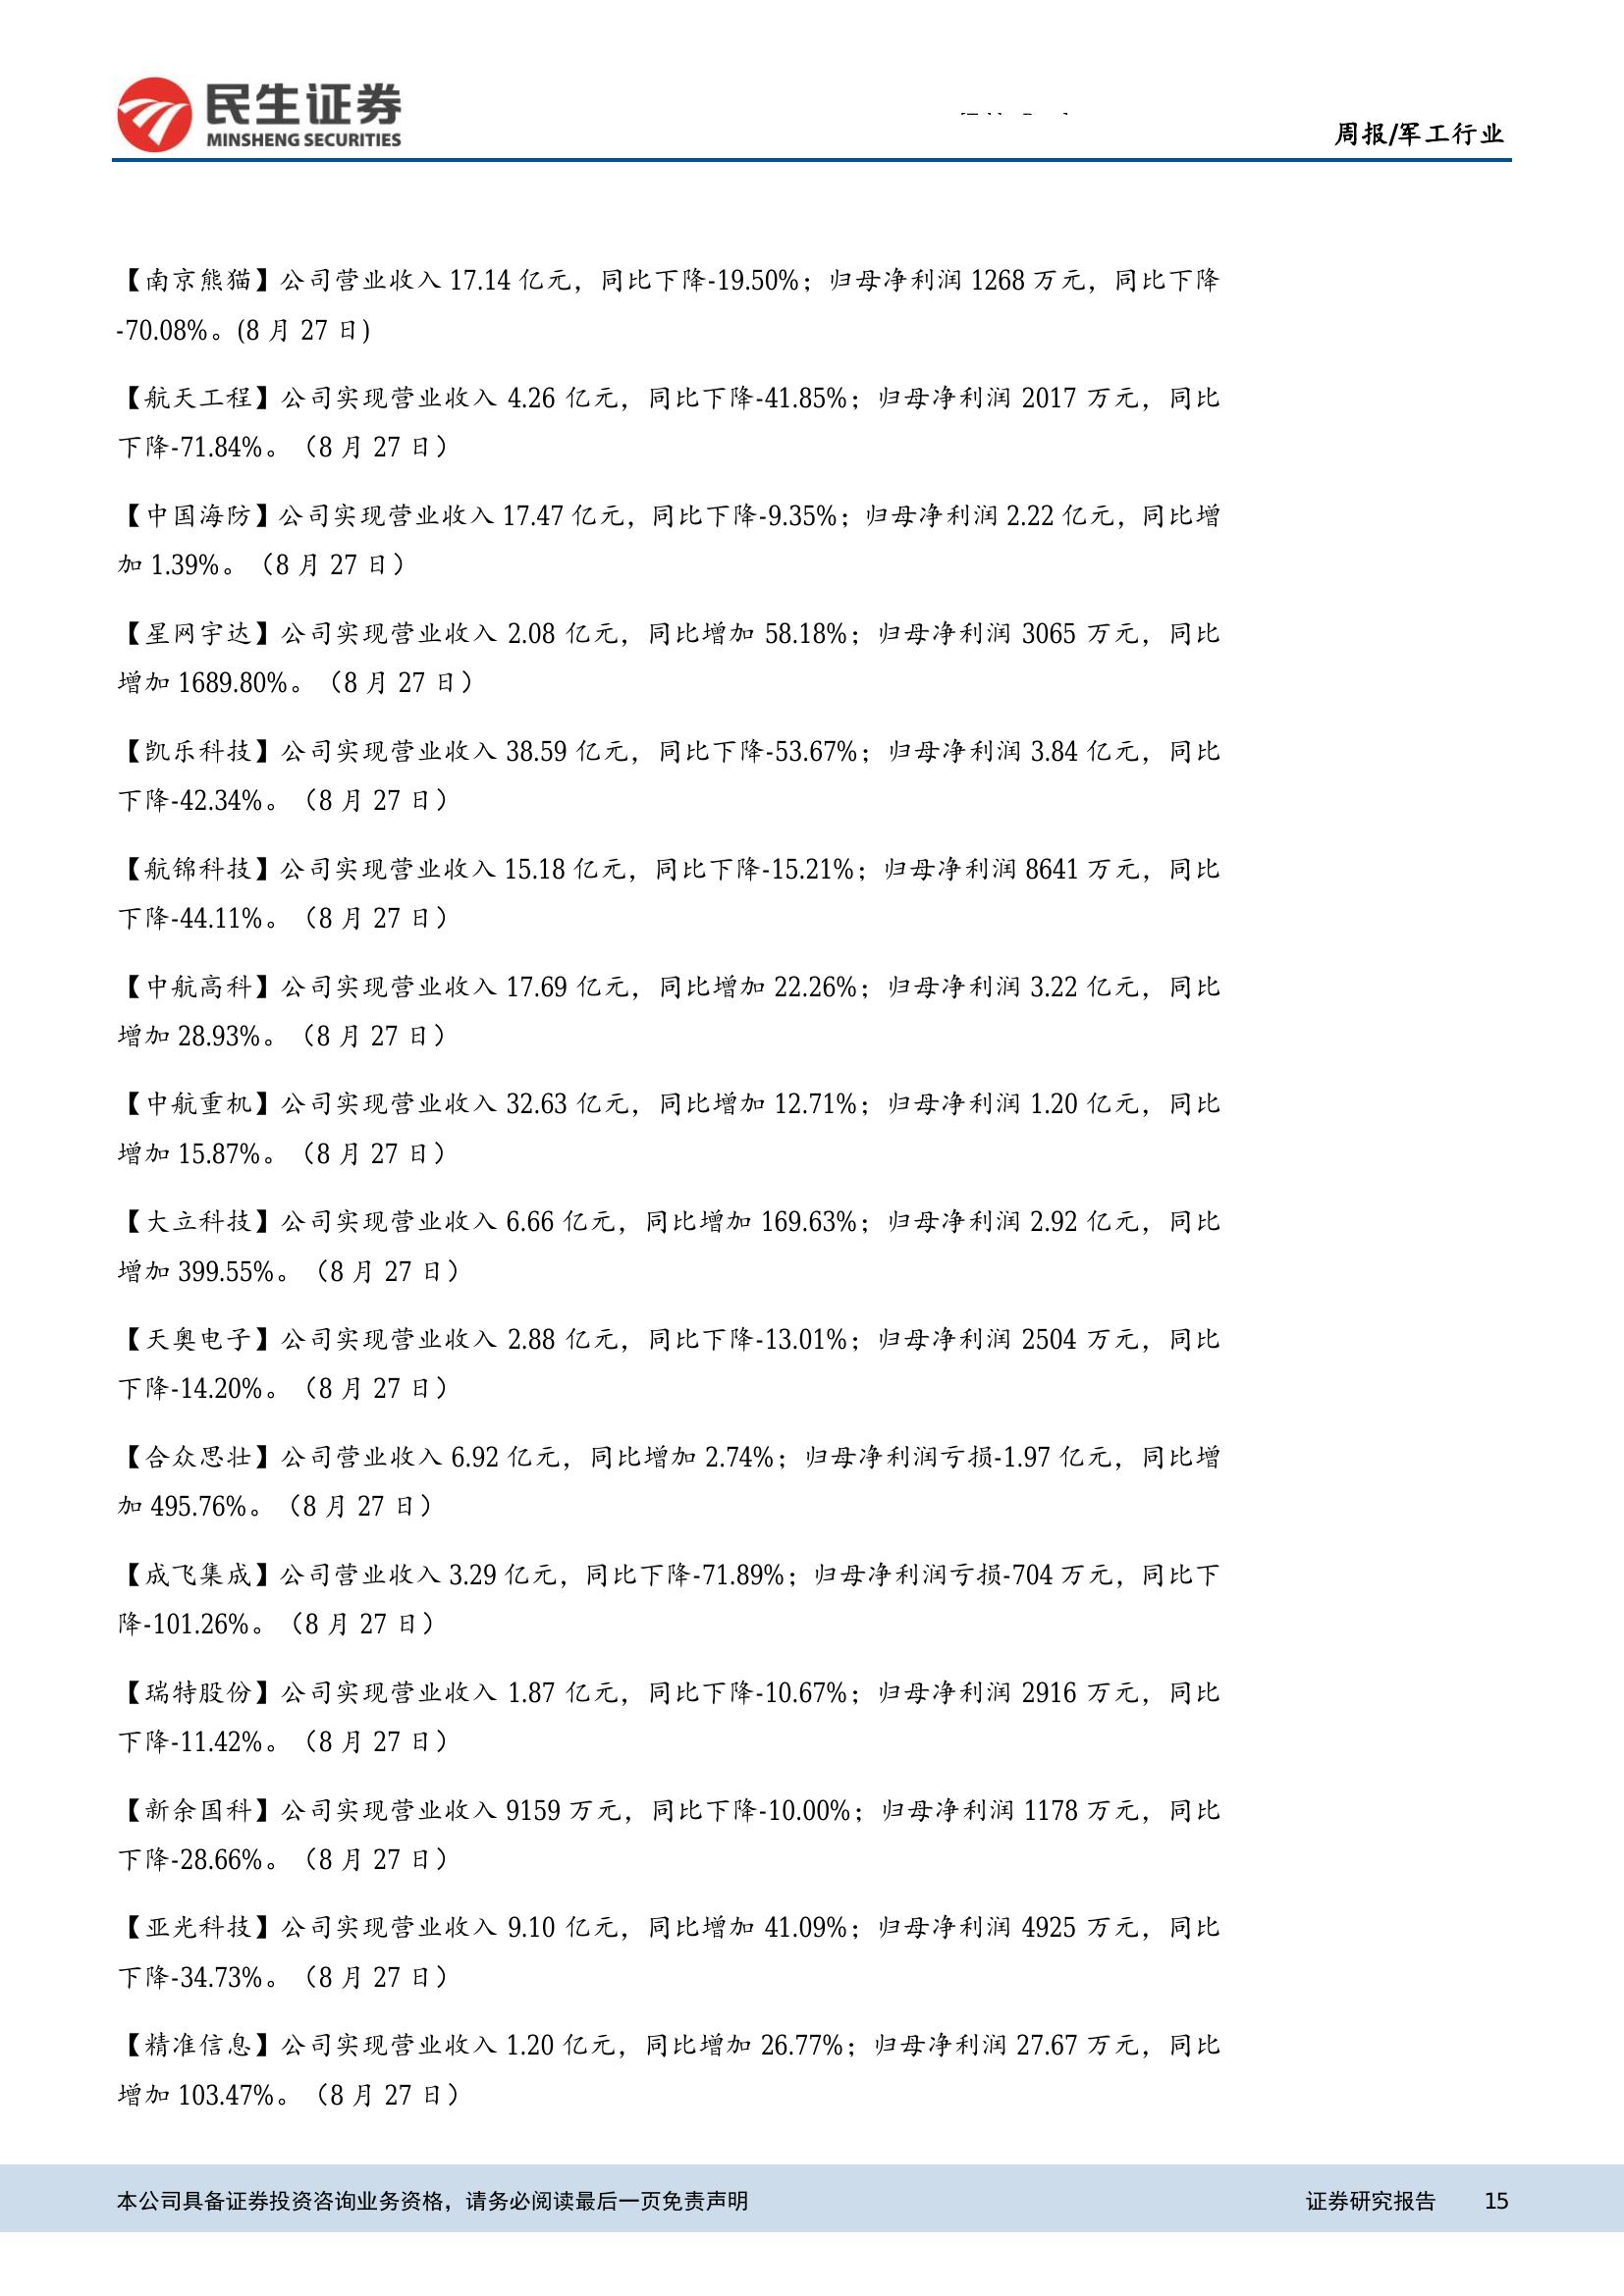 民生证券
MINSHENG SECURITIES
周报/军工行业
【南京熊猫】公司营业收入 17.14 亿元，同比下降-19.50%；归母净利润 1268 万元，同比下降
-70.08%。(8 月 27 日)
【航天工程】公司实现营业收入 4.26 亿元，同比下降-41.85%；归母净利润 2017 万元，同比
下降-71.84%。（8 月 27 日）
【中国海防】公司实现营业收入 17.47 亿元，同比下降-9.35%；归母净利润 2.22 亿元，同比增
加 1.39%。（8 月 27 日）
【星网宇达】公司实现营业收入 2.08 亿元，同比增加 58.18%；归母净利润 3065 万元，同比
增加 1689.80%。（8 月 27 日）
【凯乐科技】公司实现营业收入 38.59 亿元，同比下降-53.67%；归母净利润 3.84 亿元，同比
下降-42.34%。（8 月 27 日）
【航锦科技】公司实现营业收入 15.18 亿元，同比下降-15.21%；归母净利润 8641 万元，同比
下降-44.11%。（8 月 27 日）
【中航高科】公司实现营业收入 17.69 亿元，同比增加 22.26%；归母净利润 3.22 亿元，同比
增加 28.93%。（8 月 27 日）
【中航重机】公司实现营业收入 32.63 亿元，同比增加 12.71%；归母净利润 1.20 亿元，同比
增加 15.87%。（8 月 27 日）
【大立科技】公司实现营业收入 6.66 亿元，同比增加 169.63%；归母净利润 2.92 亿元，同比
增加 399.55%。（8 月 27 日）
【天奥电子】公司实现营业收入 2.88 亿元，同比下降-13.01%；归母净利润 2504 万元，同比
下降-14.20%。（8 月 27 日）
【合众思壮】公司营业收入 6.92 亿元，同比增加 2.74%；归母净利润亏损-1.97 亿元，同比增
加 495.76%。（8 月 27 日）
【成飞集成】公司营业收入 3.29 亿元，同比下降-71.89%；归母净利润亏损-704 万元，同比下
降-101.26%。（8 月 27 日）
【瑞特股份】公司实现营业收入 1.87 亿元，同比下降-10.67%；归母净利润 2916 万元，同比
下降-11.42%。（8 月 27 日）
【新余国科】公司实现营业收入 9159 万元，同比下降-10.00%；归母净利润 1178 万元，同比
下降-28.66%。（8 月 27 日）
【亚光科技】公司实现营业收入 9.10 亿元，同比增加 41.09%；归母净利润 4925 万元，同比
下降-34.73%。（8 月 27 日）
【精准信息】公司实现营业收入 1.20 亿元，同比增加 26.77%；归母净利润 27.67 万元，同比
增加 103.47%。（8 月 27 日）
本公司具备证券投资咨询业务资格，请务必阅读最后一页免责声明
证券研究报告 15